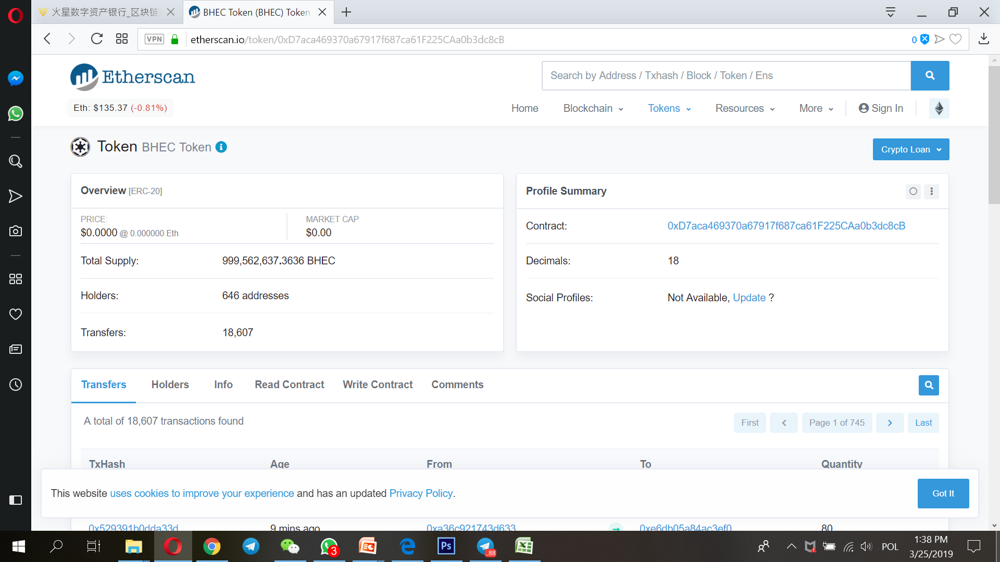 火星数字资产银行_区块链
BHEC Token (BHEC) Token
VPN
etherscan.io/token/0xD7aca469370a67917f687ca61F225CAa0b3dc8cB
0
Etherscan
Search by Address / Txhash / Block / Token / Ens
Eth: $135.37 (-0.81%)
Home
Blockchain
Tokens
Resources
More
Sign In
Token BHEC Token
Crypto Loan
Overview [ERC-20]
PRICE:
$0.0000 @ 0.000000 Eth
MARKET CAP
$0.00
Total Supply:
999,562,637.3636 BHEC
Holders:
646 addresses
Transfers:
18,607
Profile Summary
Contract:
0xD7aca469370a67917f687ca61F225CAa0b3dc8cB
Decimals:
18
Social Profiles:
Not Available, Update ?
Transfers
Holders
Info
Read Contract
Write Contract
Comments
A total of 18,607 transactions found
First
Page 1 of 745
Last
TxHash
Age
From
To
Quantity
This website uses cookies to improve your experience and has an updated Privacy Policy.
Got It
0x529391b0dda33d
9 mins ago
0xa36c921743d633
0xe6db05a84ac3ef0
80
3
Ps
..88
POL
1:38 PM
3/25/2019